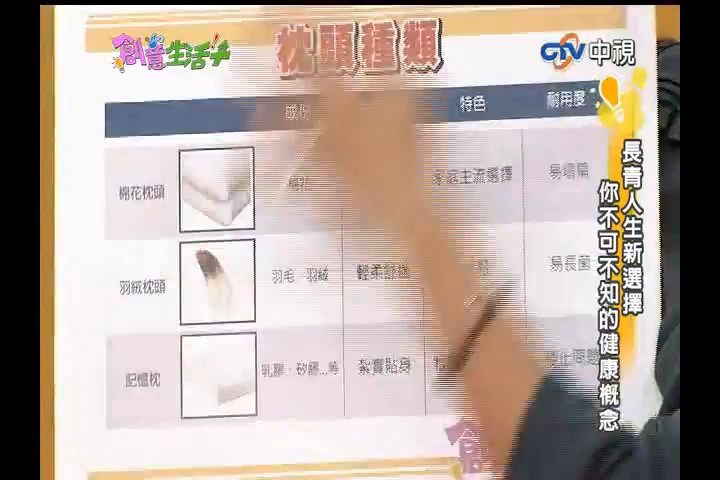 創意生活+
枕頭種類
CTV中視
特色
耐用度
棉花枕頭
棉花
家庭主流選擇
易塌扁
羽絨枕頭
羽毛、羽絨
輕柔舒適
易長菌
記憶枕
乳膠、矽膠...等
紮實貼身
長青人生新選擇
你不可不知的健康概念
創